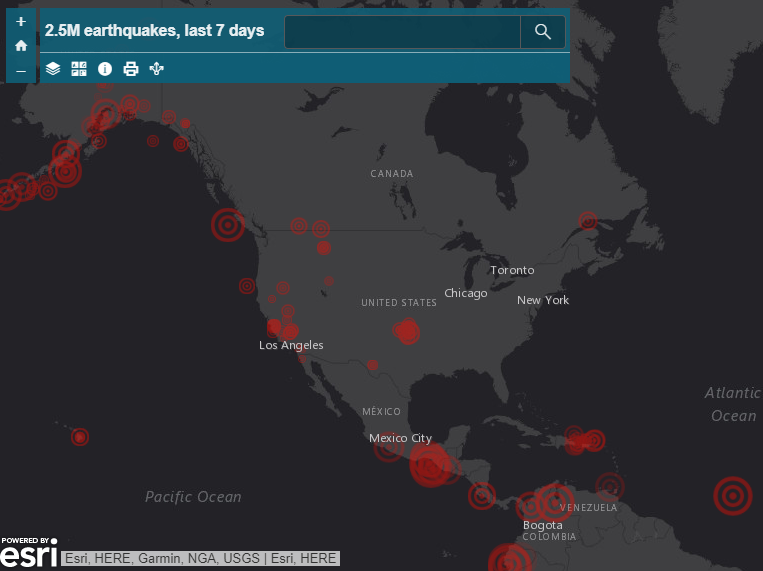 +
2.5M earthquakes, last 7 days
−
CANADA
Toronto
Chicago
New York
UNITED STATES
Los Angeles
Atlantic
Ocean
MÉXICO
Mexico City
Pacific Ocean
VENEZUELA
Bogota
COLOMBIA
POWERED BY
esri
Esri, HERE, Garmin, NGA, USGS | Esri, HERE